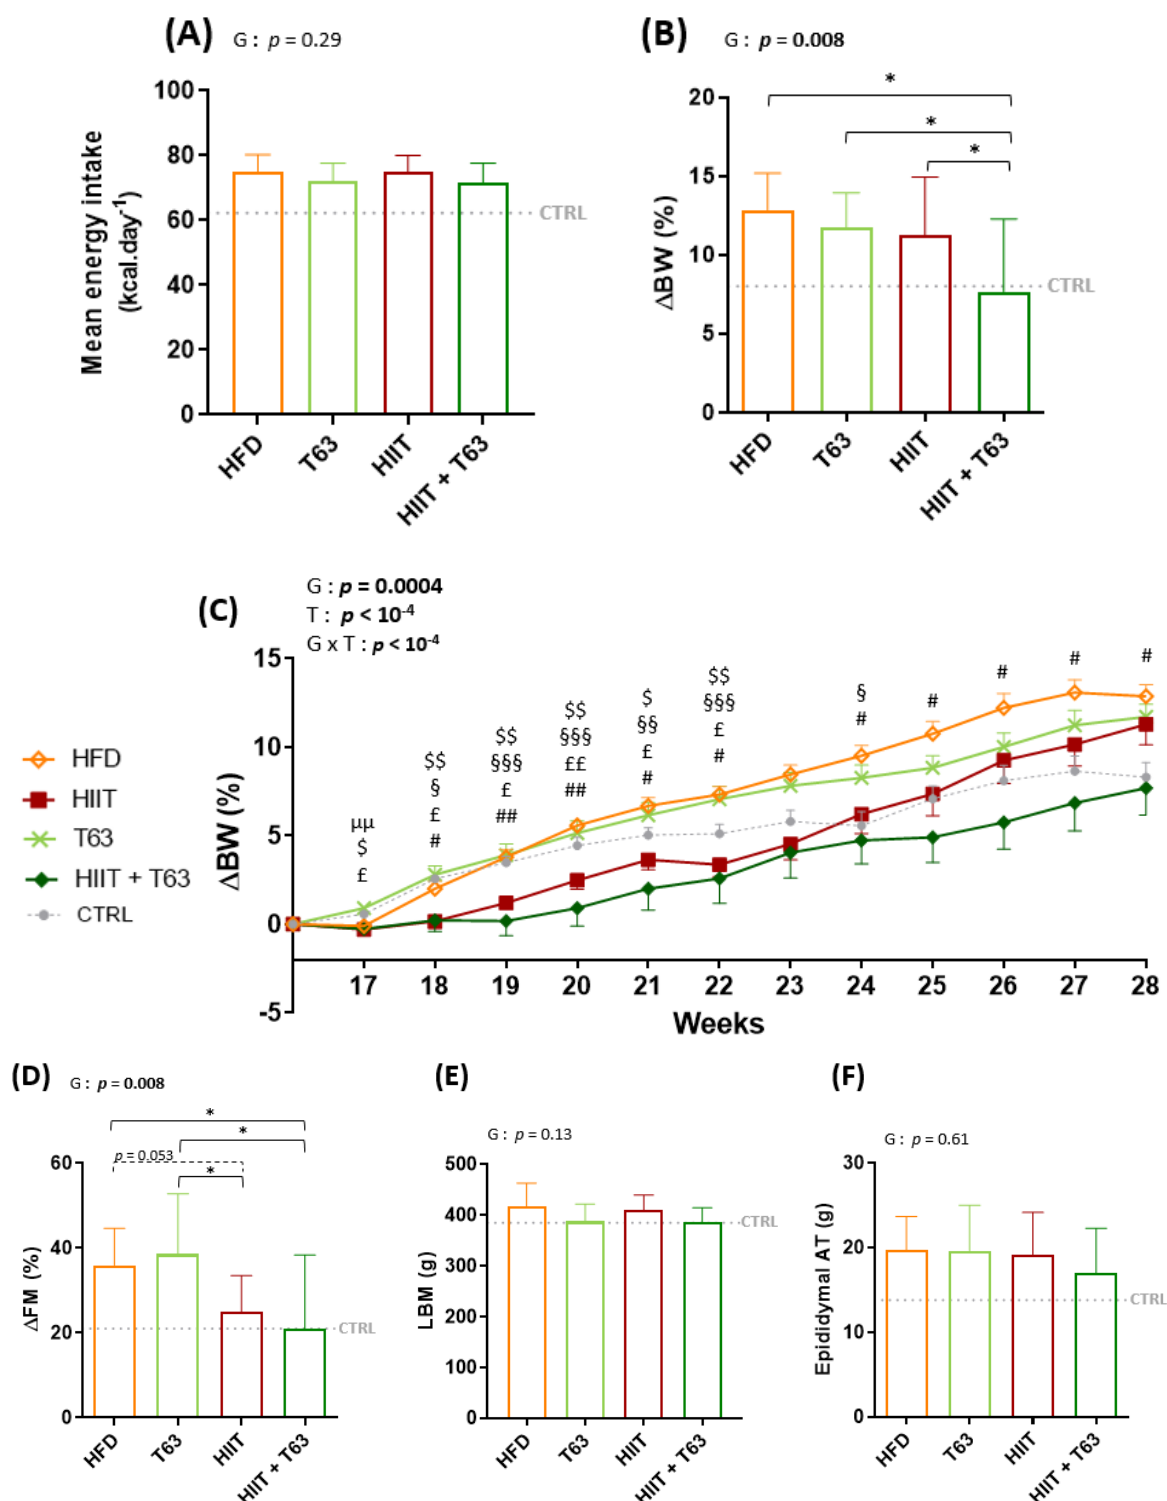 (A) G : p = 0.29
Mean energy intake
(kcal.day-1)
100
80
60
40
20
0
CTRL
HFD
T63
HIIT
HIIT + T63
(B) G : p = 0.008
ΔBW (%)
20
15
10
5
0
*
*
*
CTRL
HFD
T63
HIIT
HIIT + T63
(C)
G : p = 0.0004
T : p < 10-4
G x T : p < 10-4
HFD
HIIT
T63
HIIT + T63
CTRL
ΔBW (%)
15
10
5
0
-5
µµ
$
£
$$
§
£
#
$$
§§§
£
##
$$
§§§
££
##
$
§§
£
#
$$
§§§
£
#
§
#
#
#
#
#
17 18 19 20 21 22 23 24 25 26 27 28
Weeks
(D) G : p = 0.008
*
*
p = 0.053
*
ΔFM (%)
60
40
20
0
CTRL
HFD
T63
HIIT
HIIT + T63
(E)
G : p = 0.13
LBM (g)
500
400
300
200
100
0
CTRL
HFD
T63
HIIT
HIIT + T63
(F)
G : p = 0.61
Epididymal AT (g)
30
20
10
0
CTRL
HFD
T63
HIIT
HIIT + T63